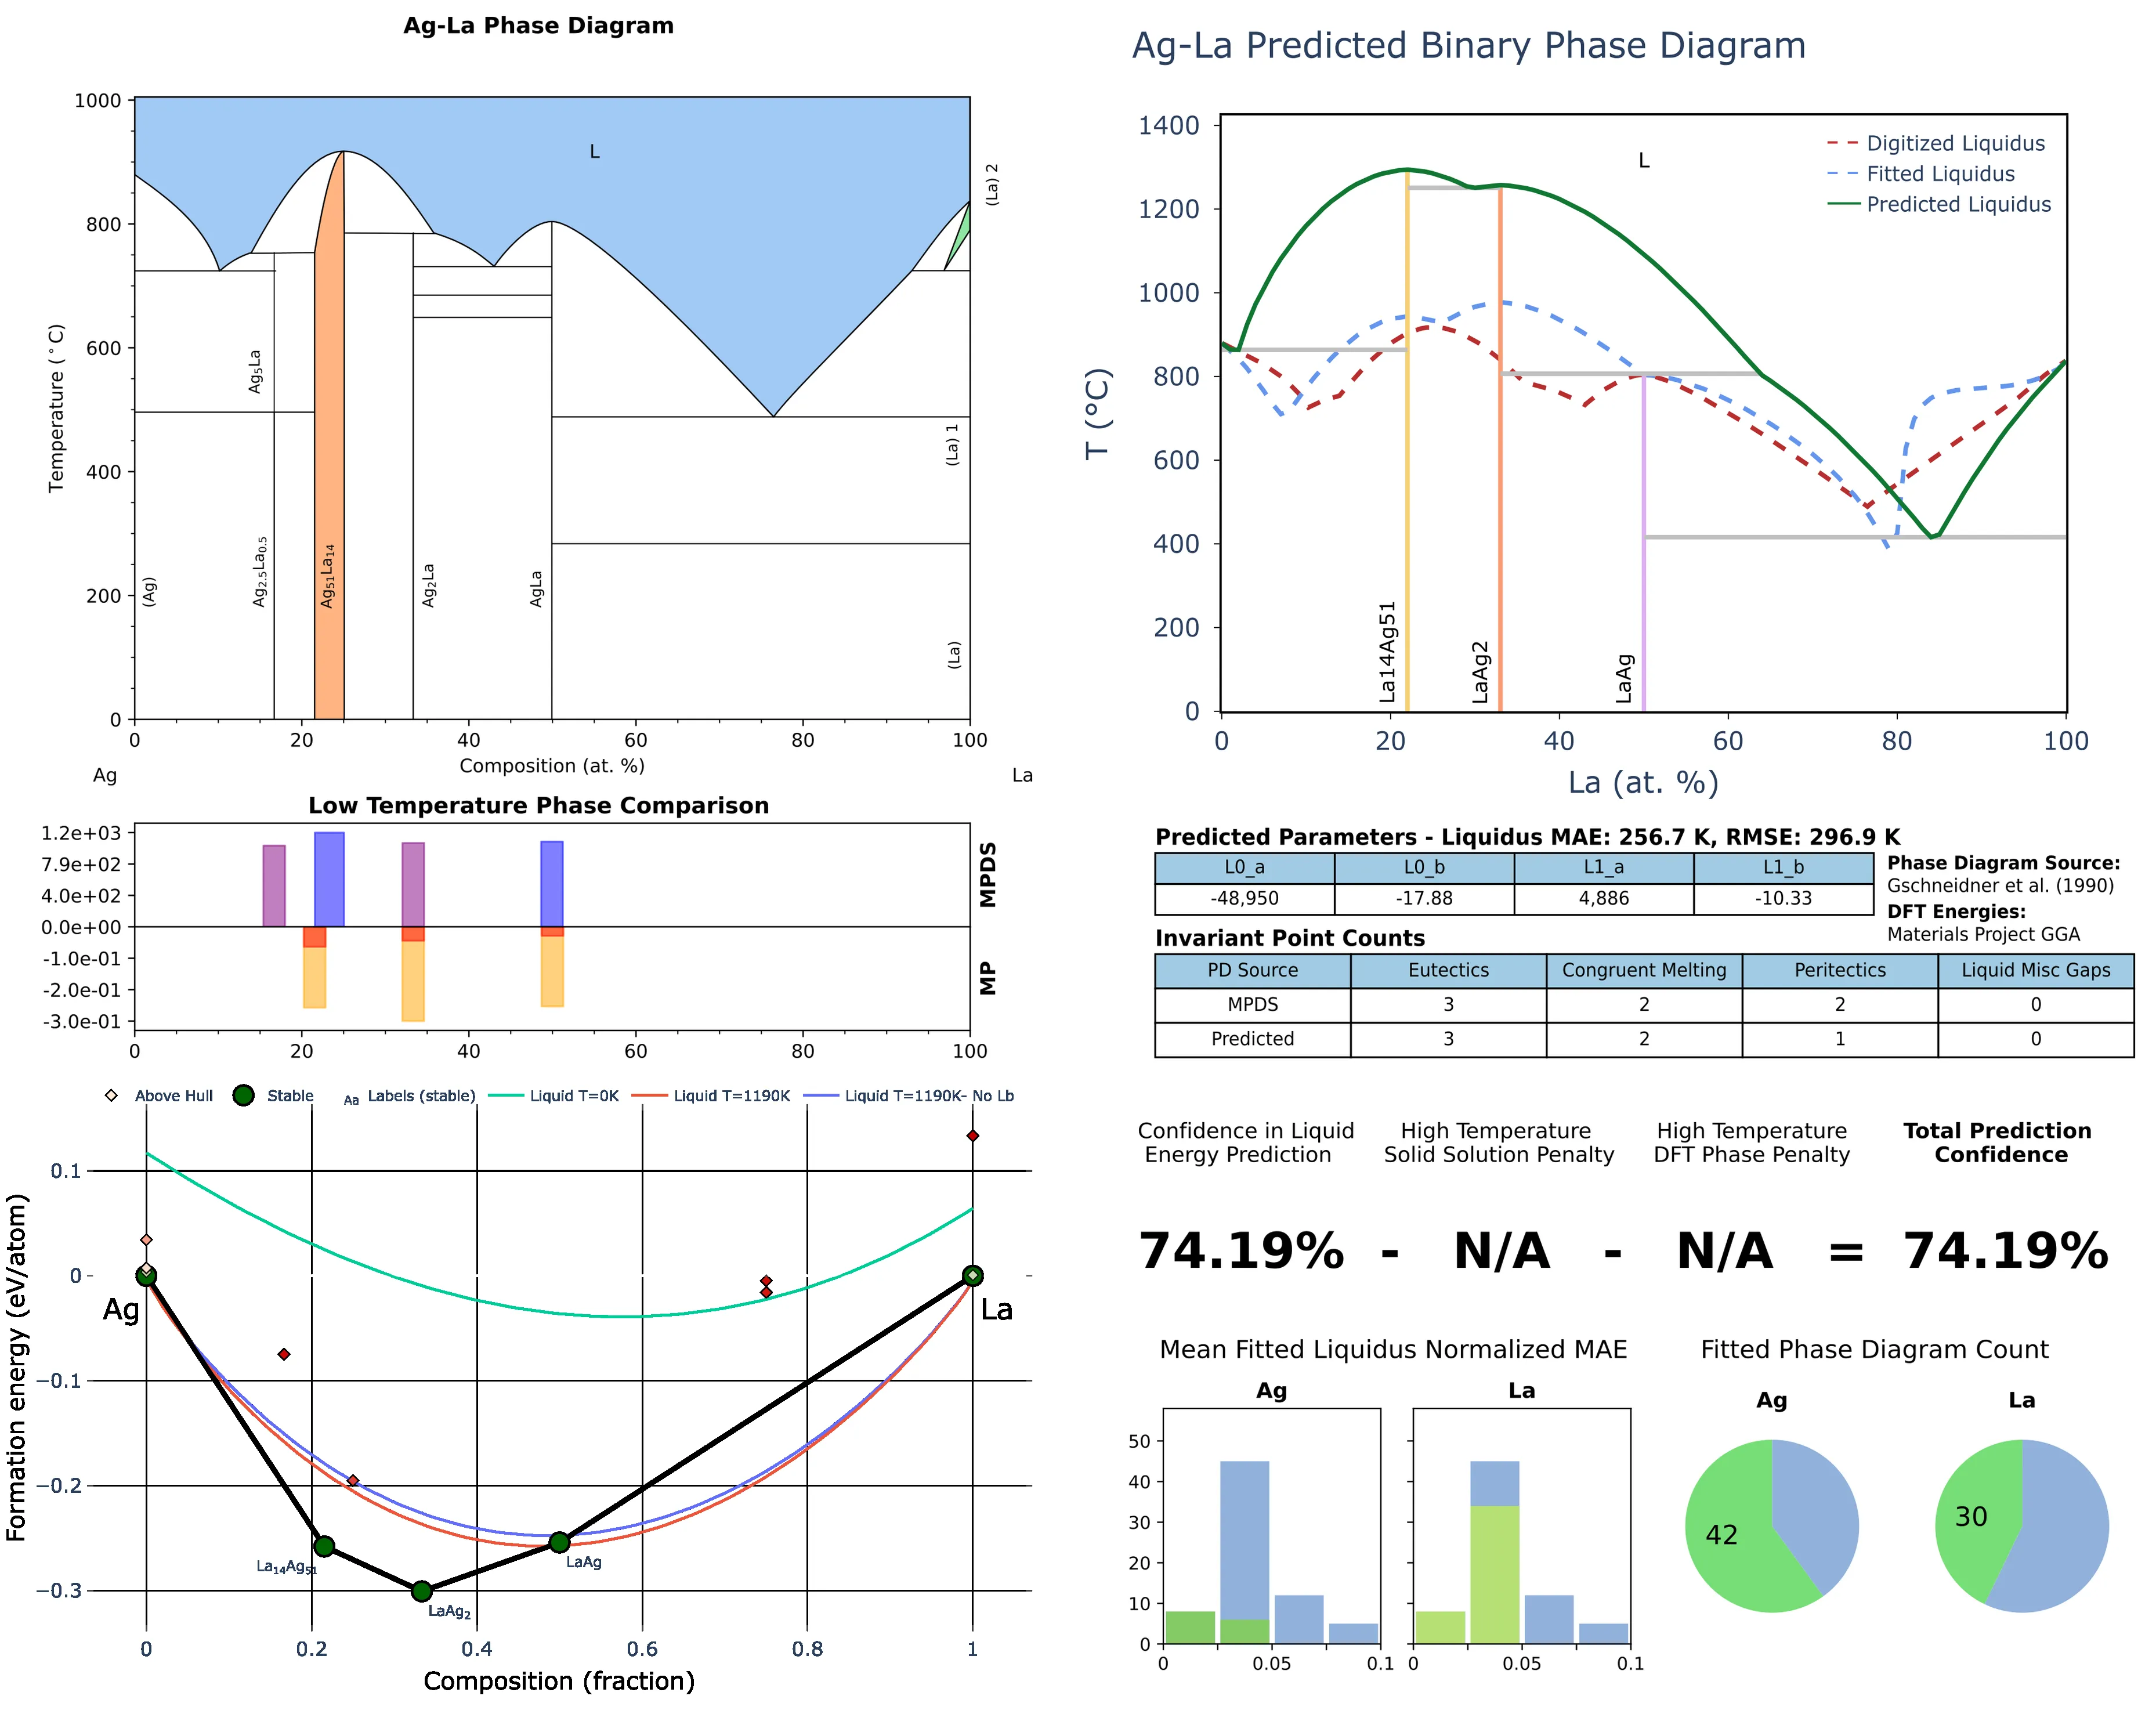 Ag-La Phase Diagram
1000
800
600
400
200
0
Temperature (°C)
L
(La) 2
Ag5La
Ag2.5La0.5
(Ag)
Ag51La14
Ag2La
AgLa
(La) 1
(La)
0 20 40 60 80 100
Composition (at. %)
Ag La
Low Temperature Phase Comparison
1.2e+03
7.9e+02
4.0e+02
0.0e+00
-1.0e-01
-2.0e-01
-3.0e-01
MPDS
MP
0 20 40 60 80 100
Above Hull Stable Aa Labels (stable) Liquid T=0K Liquid T=1190K Liquid T=1190K- No Lb
0.1
0
−0.1
−0.2
−0.3
Formation energy (eV/atom)
Ag
La
La14Ag51
LaAg2
LaAg
0 0.2 0.4 0.6 0.8 1
Composition (fraction)
Ag-La Predicted Binary Phase Diagram
1400
1200
1000
800
600
400
200
0
T (°C)
L
Digitized Liquidus
Fitted Liquidus
Predicted Liquidus
La14Ag51
LaAg2
LaAg
0 20 40 60 80 100
La (at. %)
Predicted Parameters - Liquidus MAE: 256.7 K, RMSE: 296.9 K
L0_a L0_b L1_a L1_b
-48,950 -17.88 4,886 -10.33
Phase Diagram Source:
Gschneidner et al. (1990)
DFT Energies:
Materials Project GGA
Invariant Point Counts
PD Source Eutectics Congruent Melting Peritectics Liquid Misc Gaps
MPDS 3 2 2 0
Predicted 3 2 1 0
Confidence in Liquid Energy Prediction
High Temperature Solid Solution Penalty
High Temperature DFT Phase Penalty
Total Prediction Confidence
74.19% - N/A - N/A = 74.19%
Mean Fitted Liquidus Normalized MAE
Ag La
50
40
30
20
10
0
0 0.05 0.1
0 0.05 0.1
Fitted Phase Diagram Count
Ag La
42 30